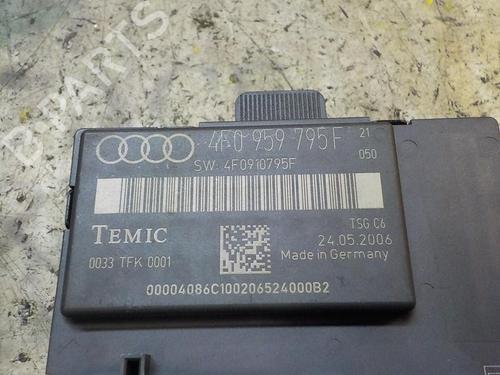 B-PARTS
4F0 959 795 F
21
SW: 4F0910795F
050
TEMIC
TSG C6
24.05.2006
0033 TFK 0001
Made in Germany
00004086C100206524000B2